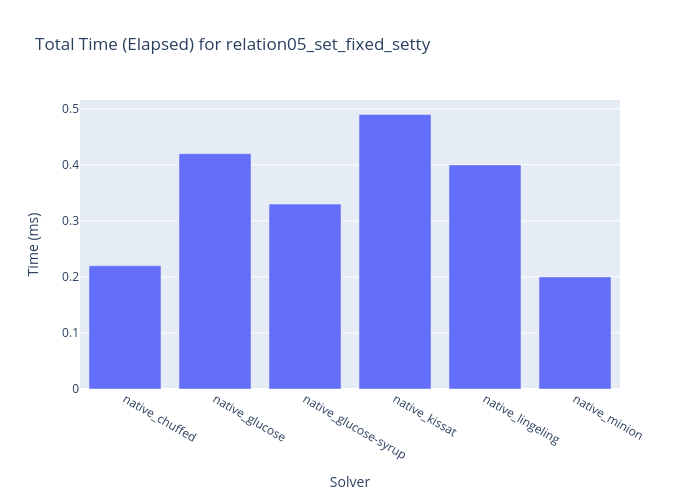 Total Time (Elapsed) for relation05_set_fixed_setty
Time (ms)
0.5
0.4
0.3
0.2
0.1
0
native_chuffed
native_glucose
native_glucose-syrup
native_kissat
native_lingeling
native_minion
Solver